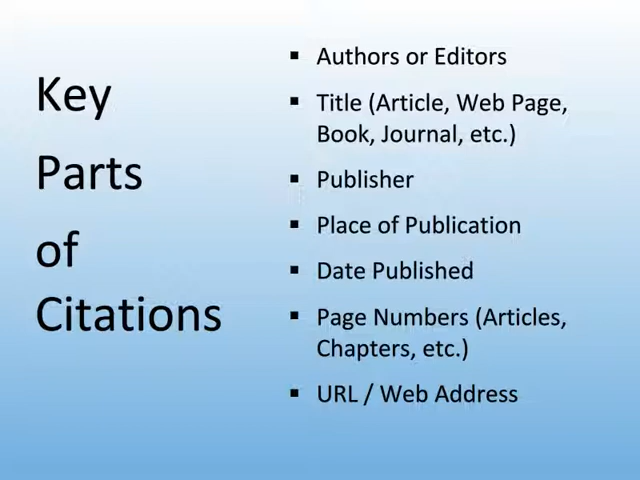 Key
Parts
of
Citations
▪ Authors or Editors
▪ Title (Article, Web Page,
Book, Journal, etc.)
▪ Publisher
▪ Place of Publication
▪ Date Published
▪ Page Numbers (Articles,
Chapters, etc.)
▪ URL / Web Address